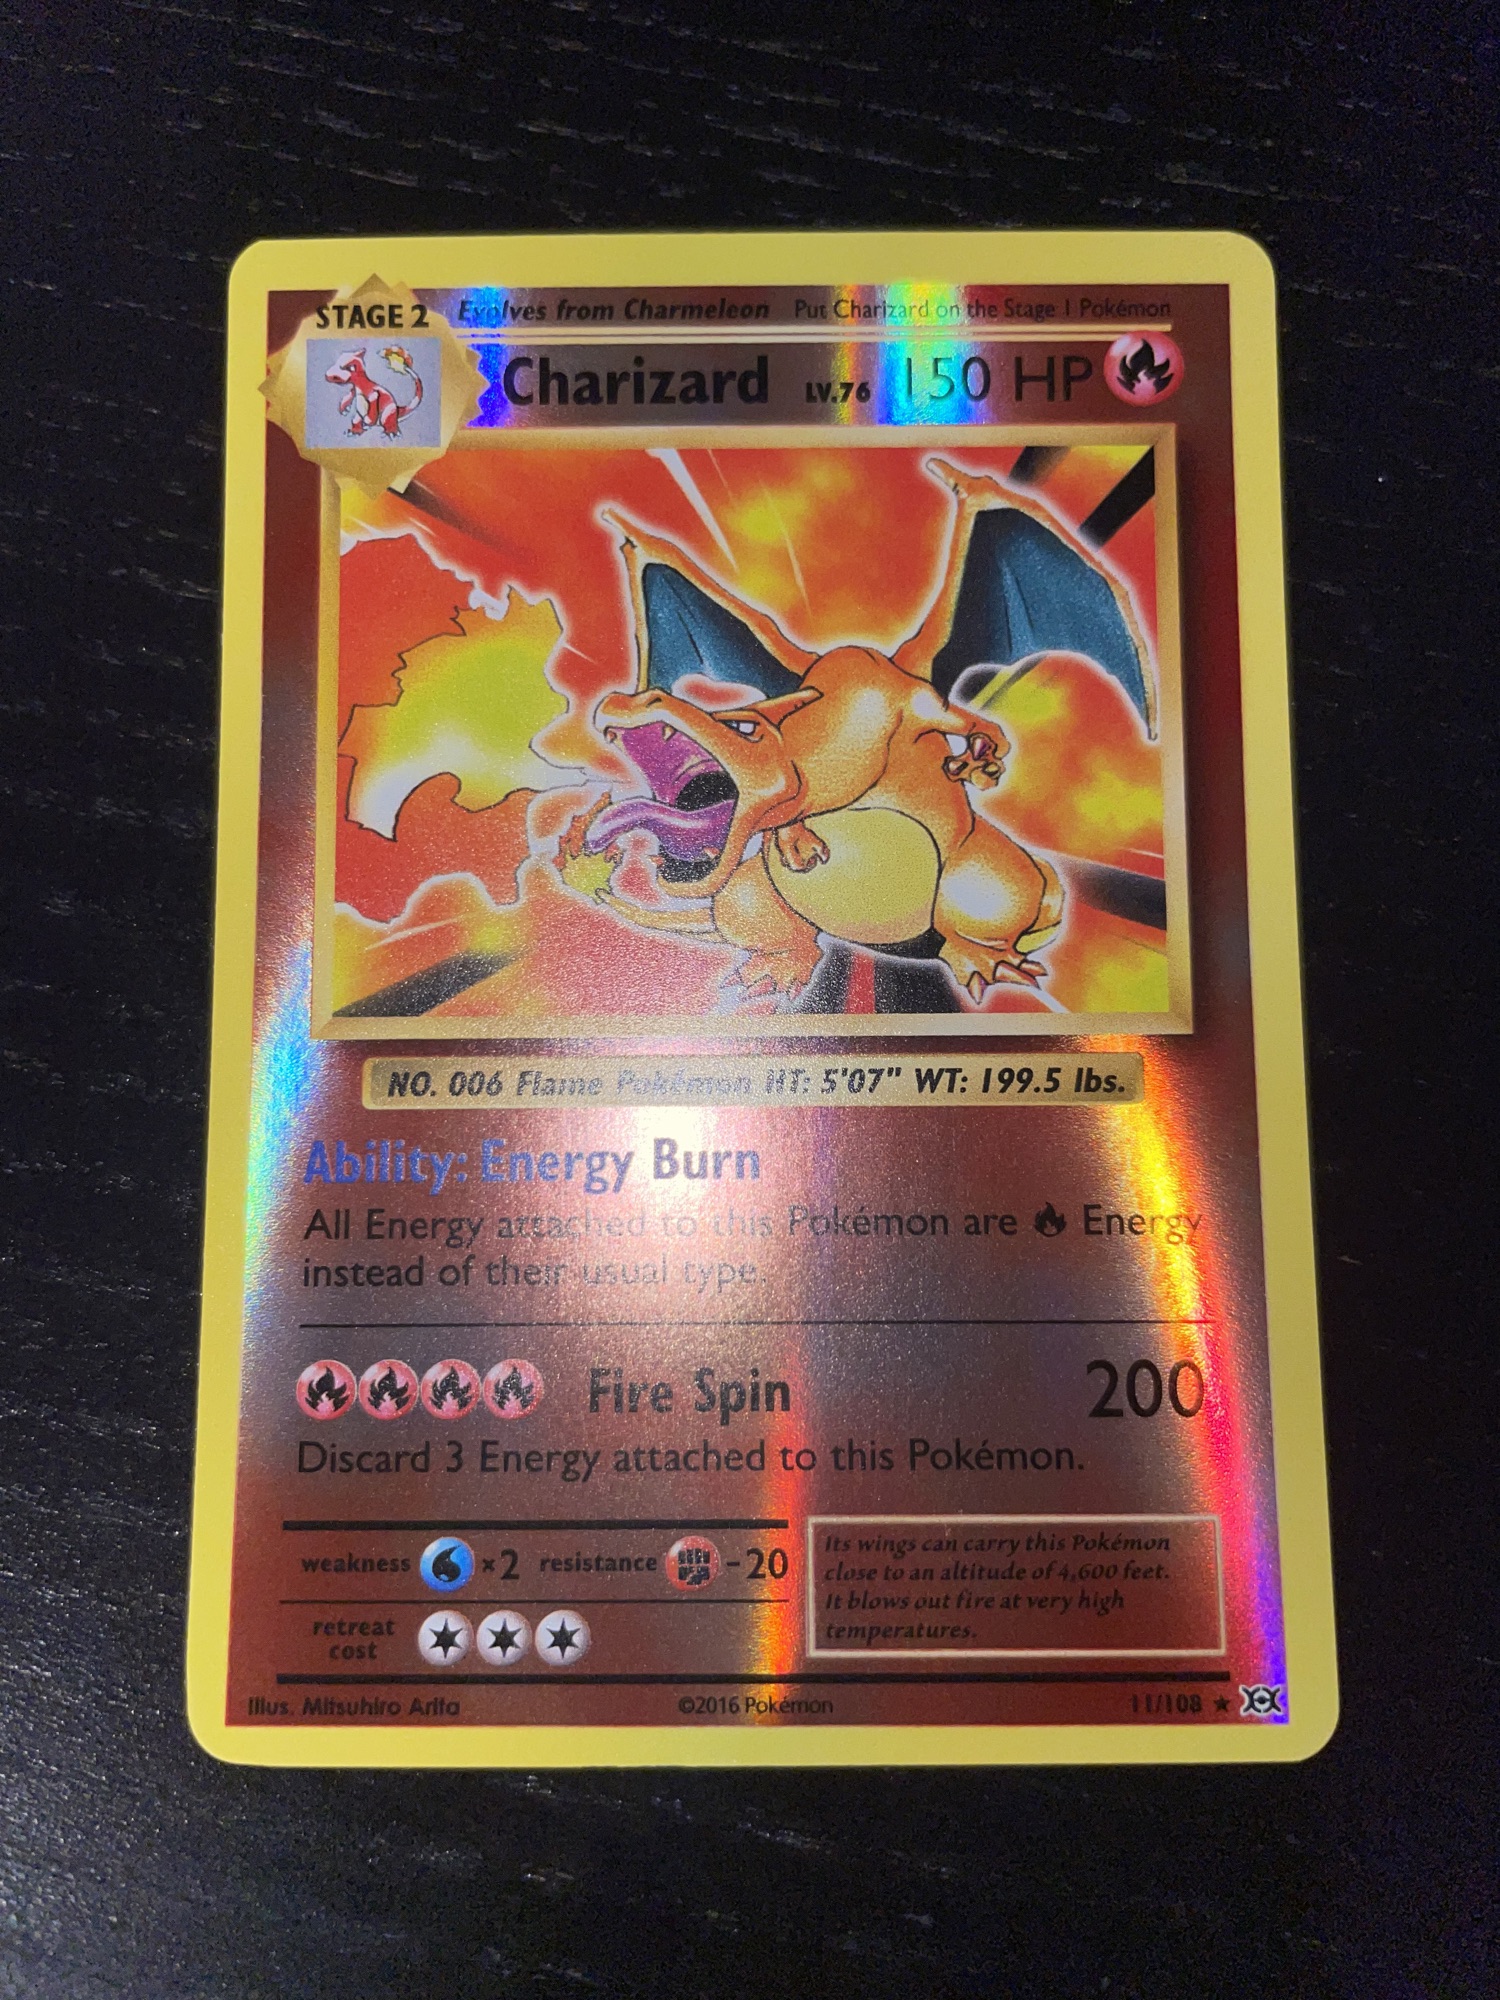 STAGE 2 Evolves from Charmeleon Put Charizard on the Stage 1 Pokémon
Charizard LV.76 150 HP
NO. 006 Flame Pokémon HT: 5'07" WT: 199.5 lbs.
Ability: Energy Burn
All Energy attached to this Pokémon are Energy
instead of their usual type.
Fire Spin 200
Discard 3 Energy attached to this Pokémon.
weakness ×2 resistance -20
retreat
cost
Its wings can carry this Pokémon
close to an altitude of 4,600 feet.
It blows out fire at very high
temperatures.
Illus. Mitsuhiro Arita ©2016 Pokémon 11/108